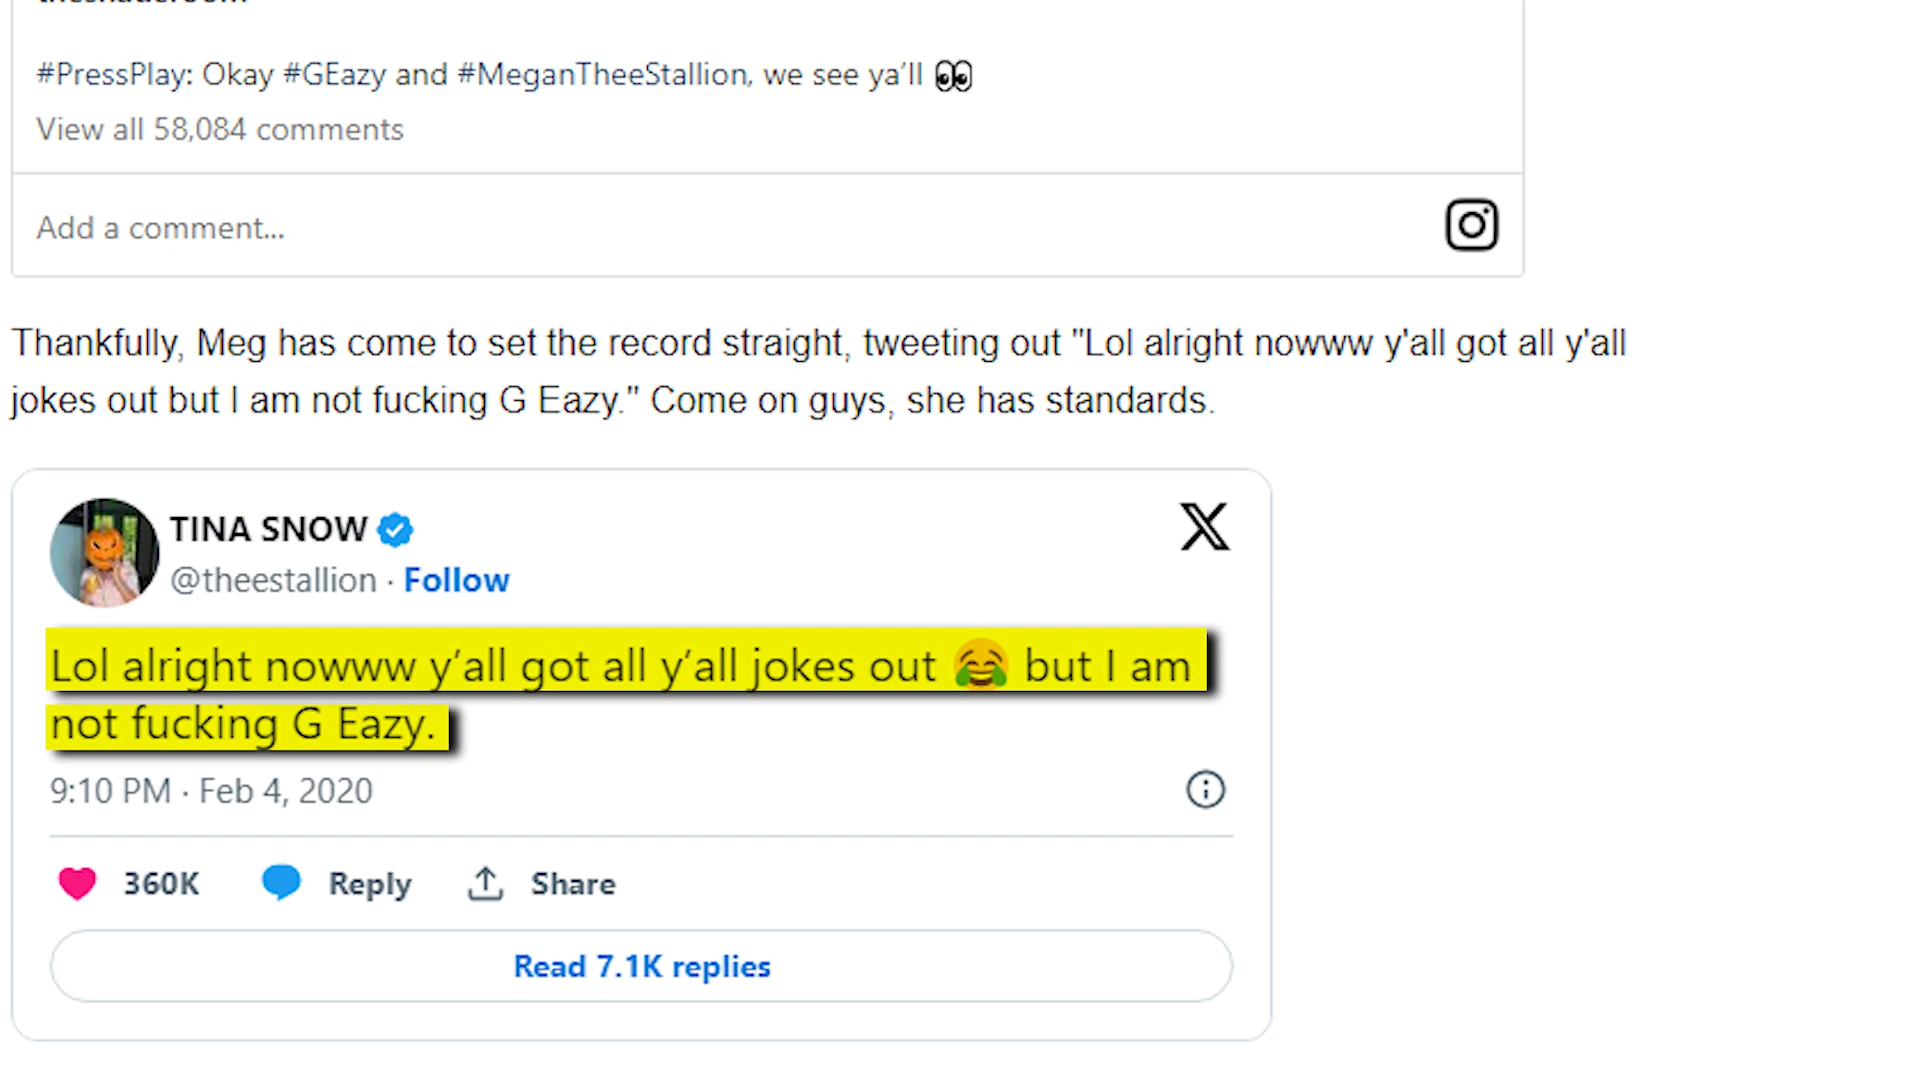 #PressPlay: Okay #GEazy and #MeganTheeStallion, we see ya’ll 👀
View all 58,084 comments
Add a comment...
Thankfully, Meg has come to set the record straight, tweeting out "Lol alright nowww y'all got all y'all
jokes out but I am not fucking G Eazy." Come on guys, she has standards.
TINA SNOW
@theestallion · Follow
Lol alright nowww y’all got all y’all jokes out 😂 but I am
not fucking G Eazy.
9:10 PM · Feb 4, 2020
360K Reply Share
Read 7.1K replies